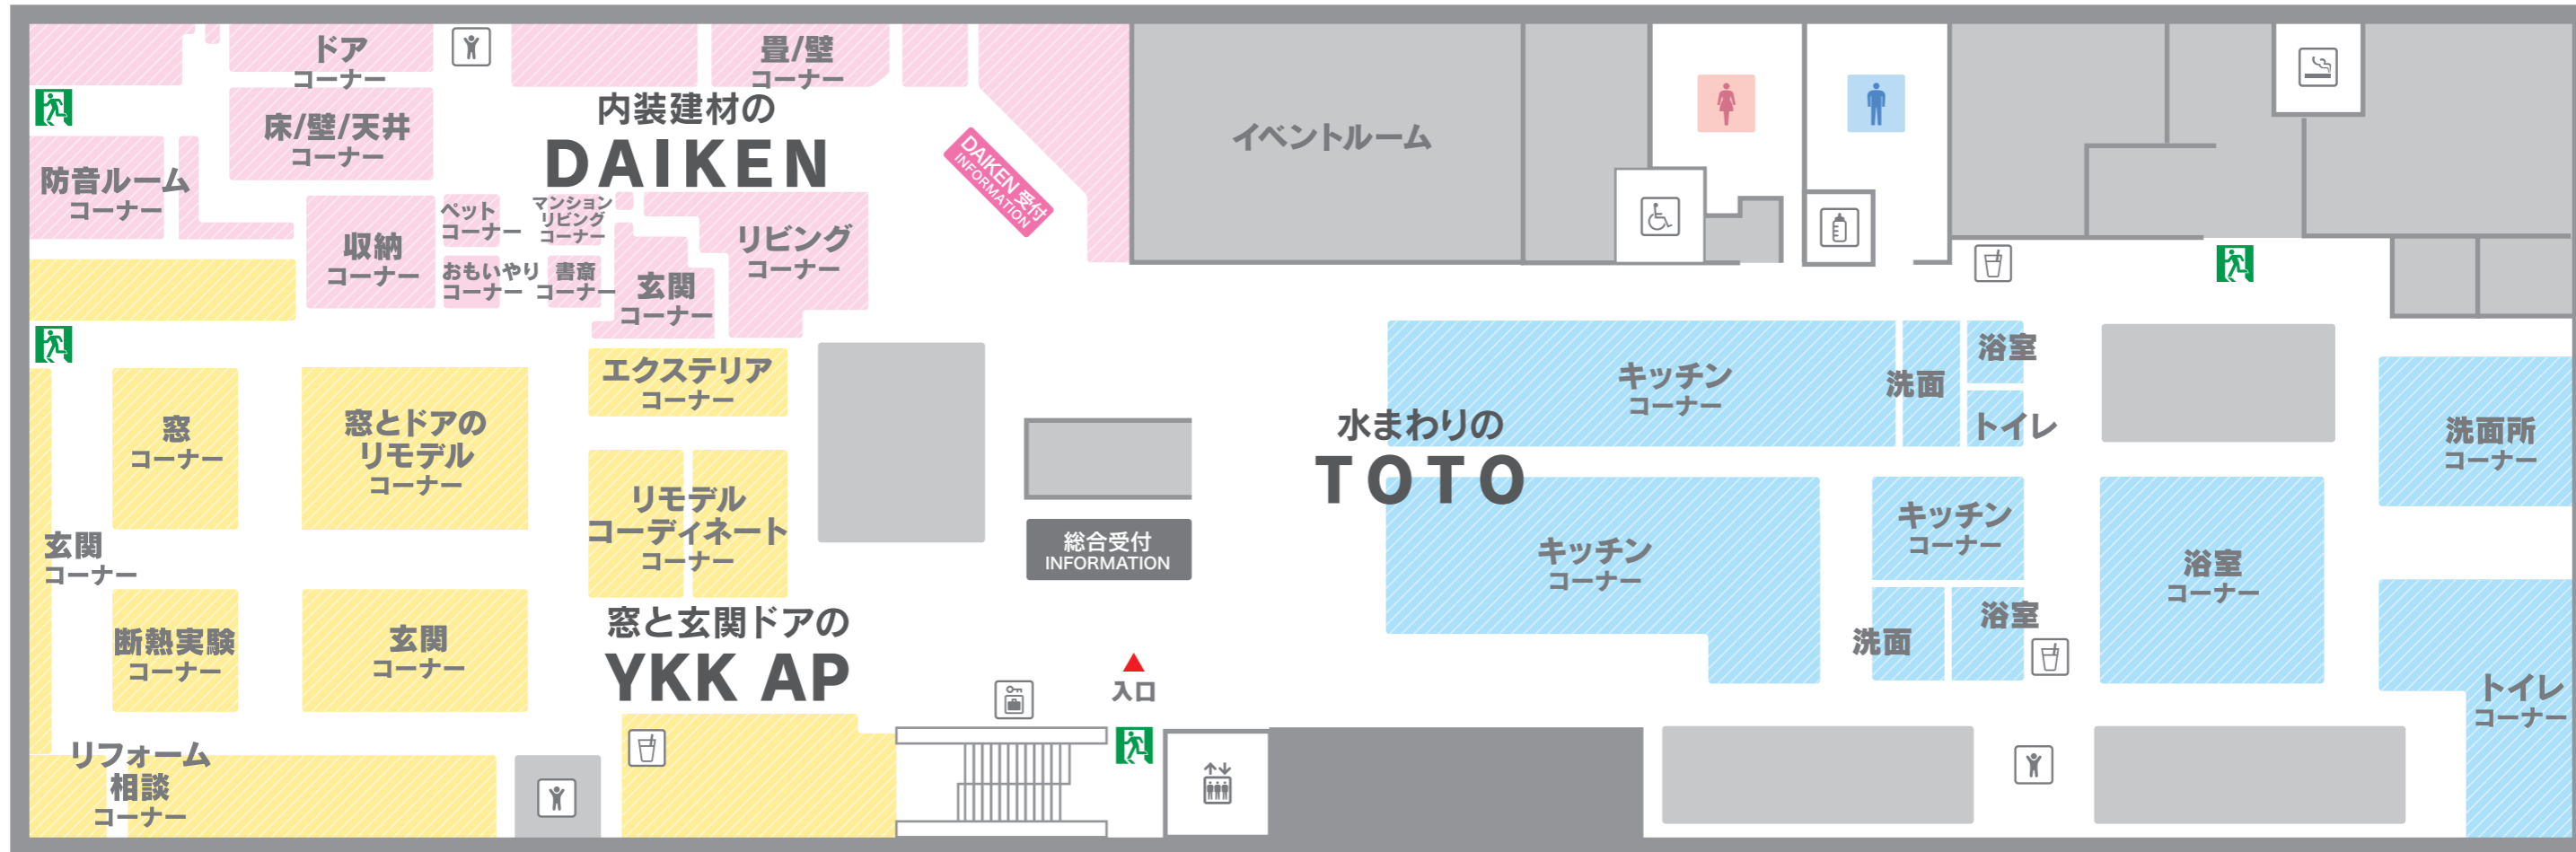 ドア
コーナー
床/壁/天井
コーナー
防音ルーム
コーナー
収納
コーナー
ペット
コーナー
おもいやり
コーナー
マンション
リビング
コーナー
書斎
コーナー
玄関
コーナー
リビング
コーナー
畳/壁
コーナー
内装建材の
DAIKEN
DAIKEN 受付
INFORMATION
イベントルーム
エクステリア
コーナー
窓
コーナー
窓とドアの
リモデル
コーナー
リモデル
コーディネート
コーナー
玄関
コーナー
断熱実験
コーナー
玄関
コーナー
窓と玄関ドアの
YKK AP
リフォーム
相談
コーナー
総合受付
INFORMATION
入口
水まわりの
TOTO
キッチン
コーナー
洗面
浴室
トイレ
キッチン
コーナー
キッチン
コーナー
洗面
浴室
浴室
コーナー
洗面所
コーナー
トイレ
コーナー